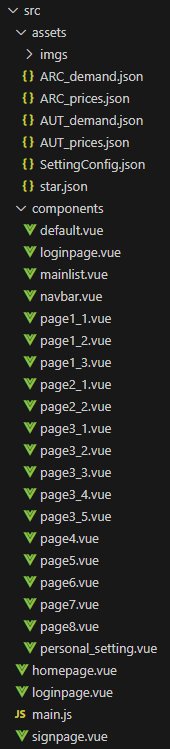 src
assets
imgs
{} ARC_demand.json
{} ARC_prices.json
{} AUT_demand.json
{} AUT_prices.json
{} SettingConfig.json
{} star.json
components
default.vue
loginpage.vue
mainlist.vue
navbar.vue
page1_1.vue
page1_2.vue
page1_3.vue
page2_1.vue
page2_2.vue
page3_1.vue
page3_2.vue
page3_3.vue
page3_4.vue
page3_5.vue
page4.vue
page5.vue
page6.vue
page7.vue
page8.vue
personal_setting.vue
homepage.vue
loginpage.vue
JS main.js
signpage.vue